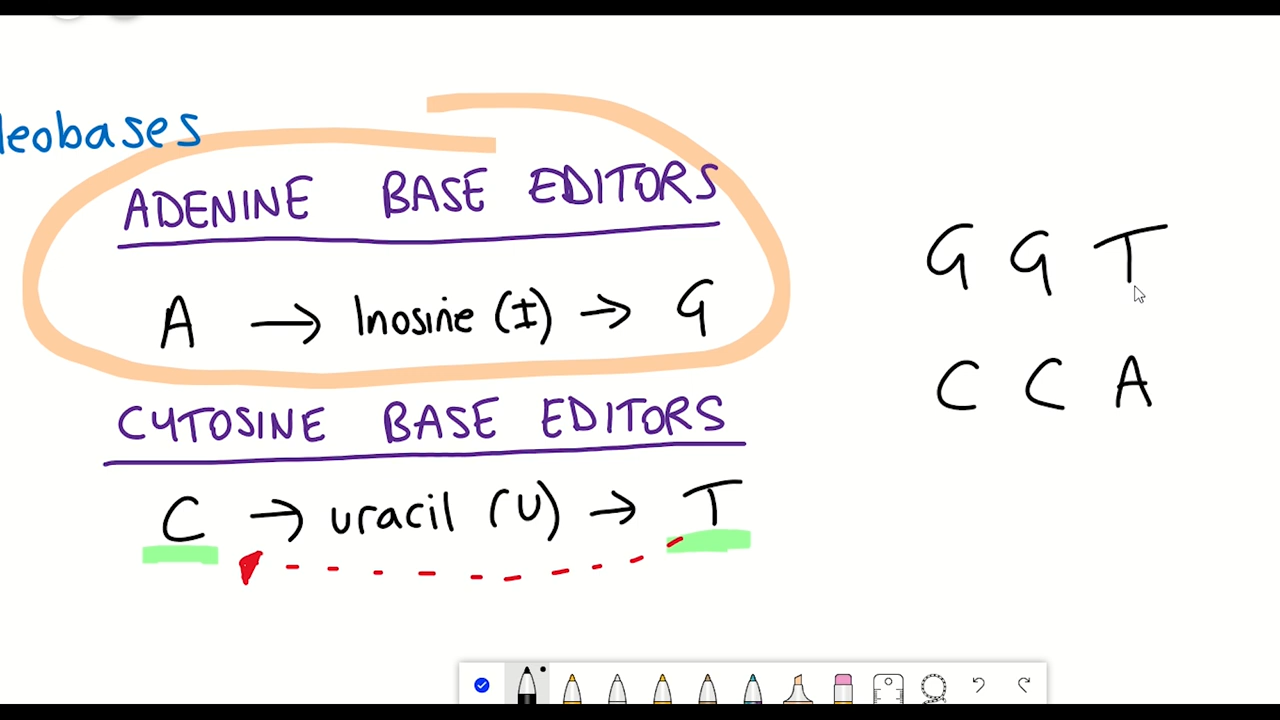 leobases
ADENINE BASE EDITORS
A → Inosine (I) → G
CYTOSINE BASE EDITORS
C → uracil (U) → T
G G T
C C A